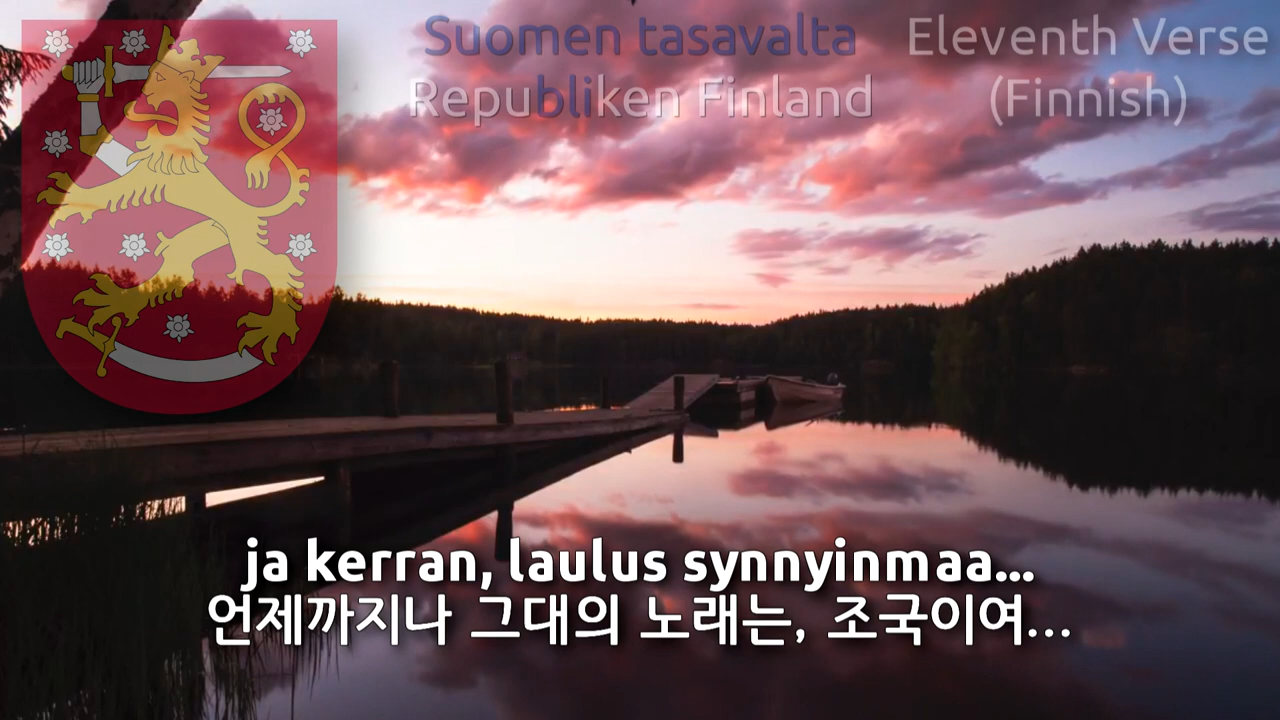 Suomen tasavalta
Republiken Finland
Eleventh Verse
(Finnish)
ja kerran, laulus synnyinmaa...
언제까지나 그대의 노래는, 조국이여...